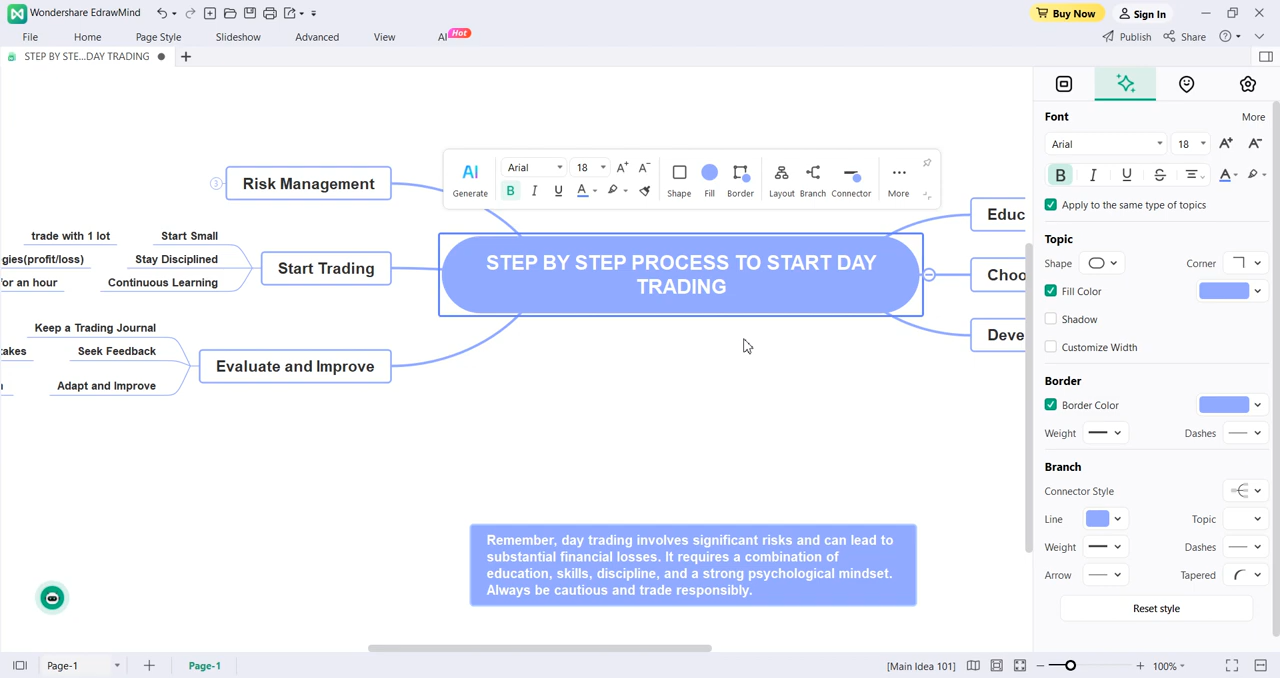 Wondershare EdrawMind
Buy Now
Sign In
File Home Page Style Slideshow Advanced View AI Hot
Publish Share
STEP BY STE...DAY TRADING
Arial 18 A+ A-
AI Generate B I U A Shape Fill Border Layout Branch Connector More
Risk Management
3
trade with 1 lot Start Small
gies(profit/loss) Stay Disciplined
for an hour Continuous Learning
Start Trading
Keep a Trading Journal
takes Seek Feedback
Adapt and Improve
Evaluate and Improve
STEP BY STEP PROCESS TO START DAY
TRADING
Educ
Choo
Deve
Remember, day trading involves significant risks and can lead to
substantial financial losses. It requires a combination of
education, skills, discipline, and a strong psychological mindset.
Always be cautious and trade responsibly.
Font More
Arial 18 A+ A-
B I U S A
Apply to the same type of topics
Topic
Shape Corner
Fill Color
Shadow
Customize Width
Border
Border Color
Weight Dashes
Branch
Connector Style
Line Topic
Weight Dashes
Arrow Tapered
Reset style
Page-1 Page-1 [Main Idea 101] 100%